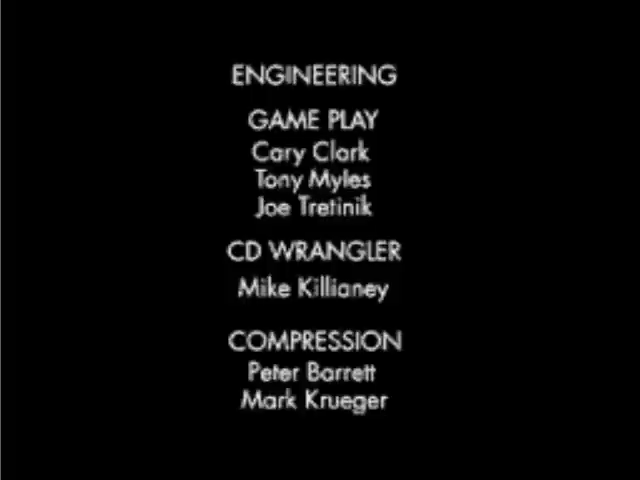 ENGINEERING
GAME PLAY
Cary Clark
Tony Myles
Joe Tretinik
CD WRANGLER
Mike Killianey
COMPRESSION
Peter Barrett
Mark Krueger